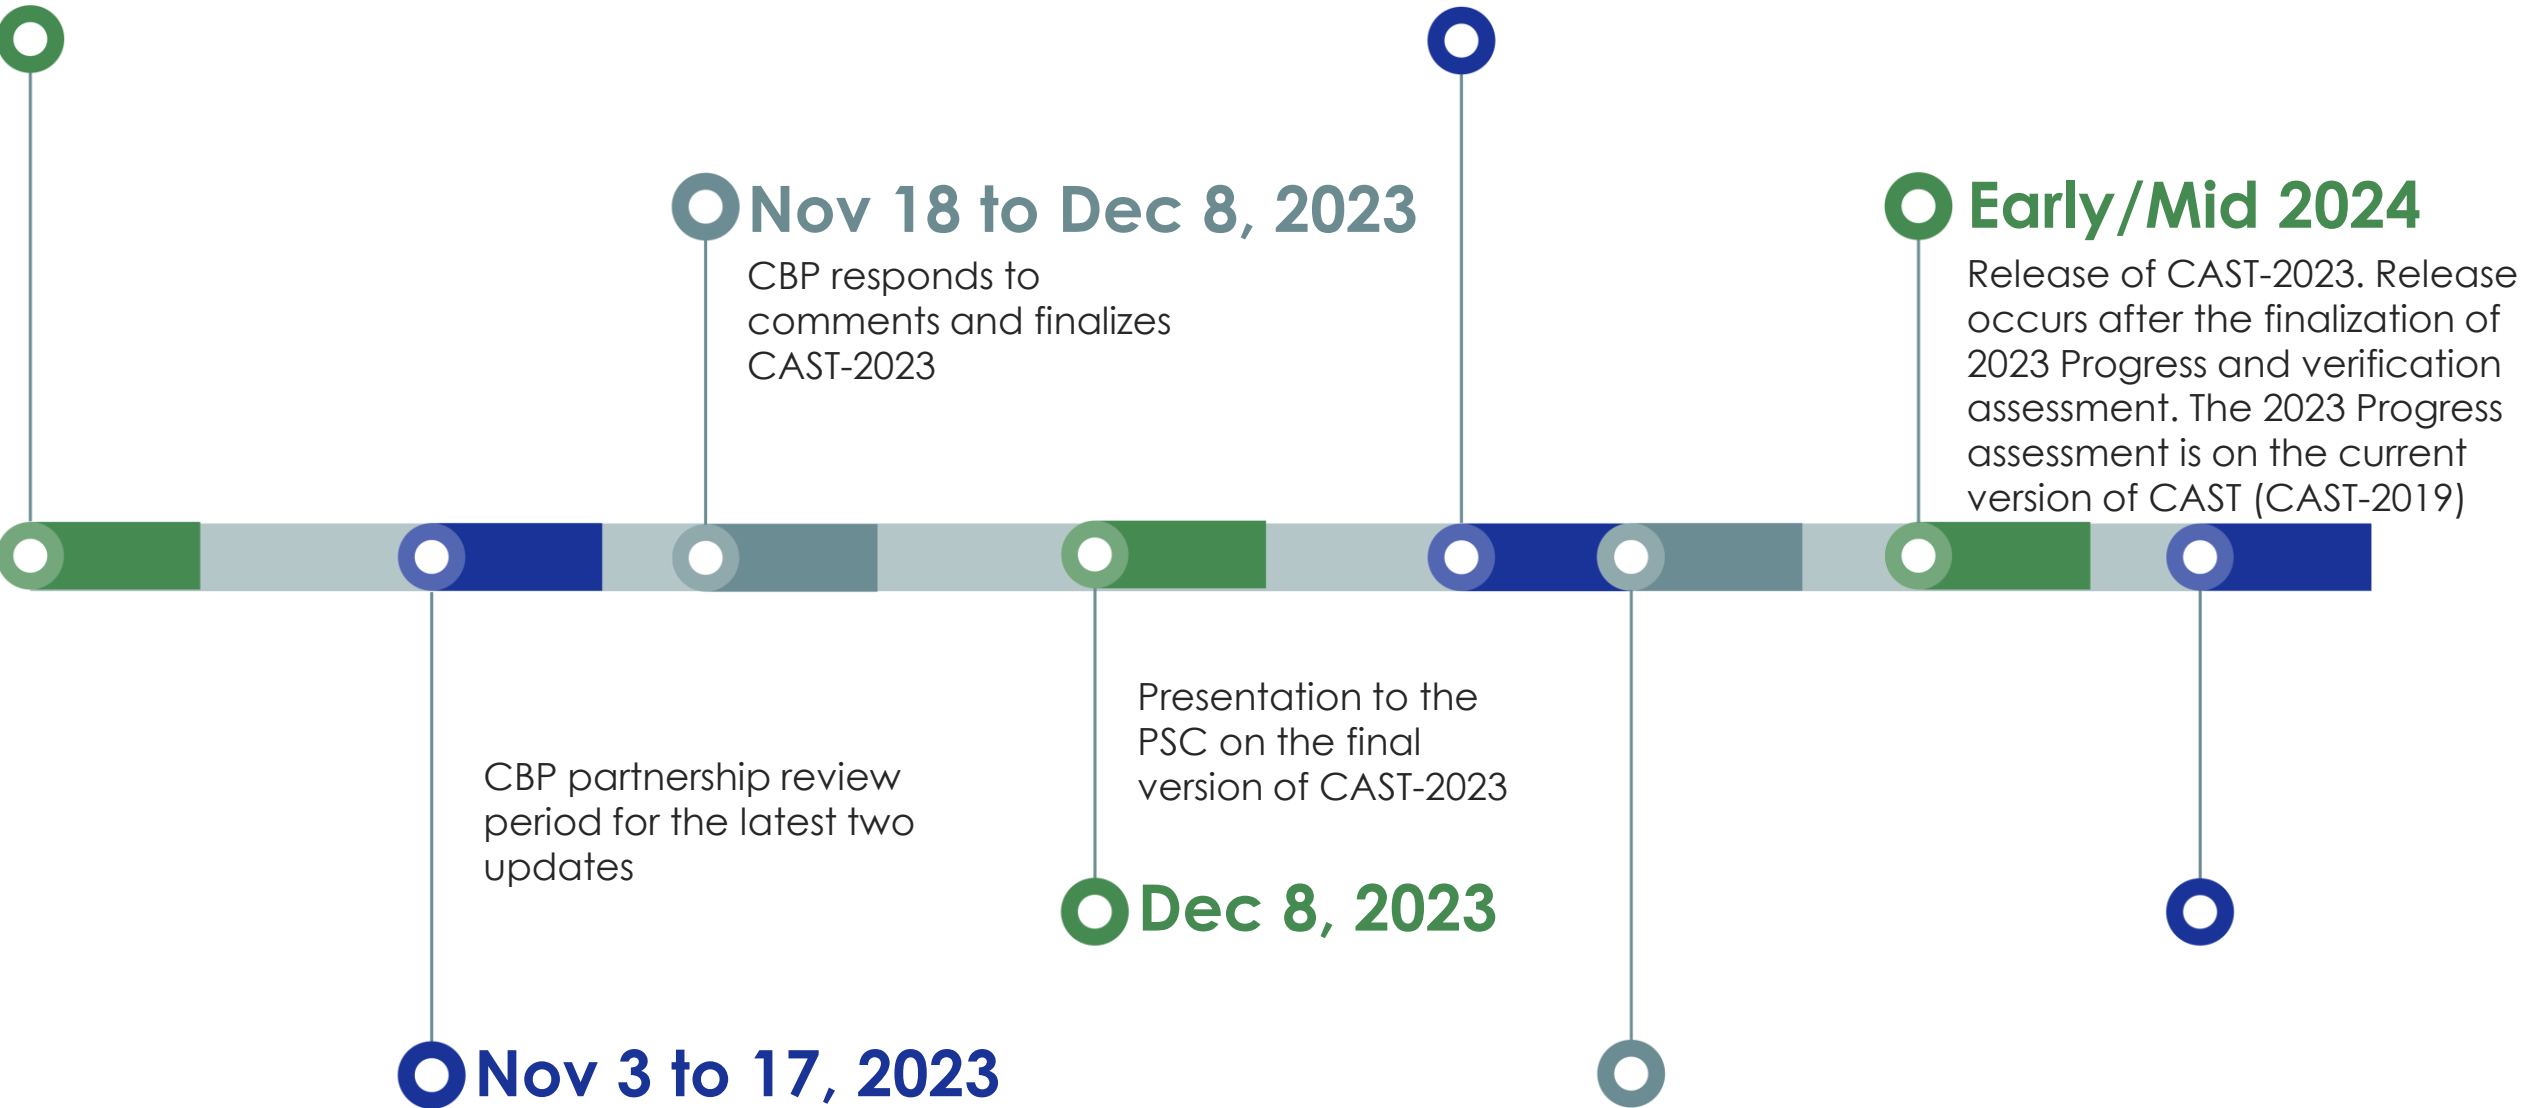 Nov 18 to Dec 8, 2023
CBP responds to
comments and finalizes
CAST-2023
Early/Mid 2024
Release of CAST-2023. Release
occurs after the finalization of
2023 Progress and verification
assessment. The 2023 Progress
assessment is on the current
version of CAST (CAST-2019)
CBP partnership review
period for the latest two
updates
Nov 3 to 17, 2023
Presentation to the
PSC on the final
version of CAST-2023
Dec 8, 2023